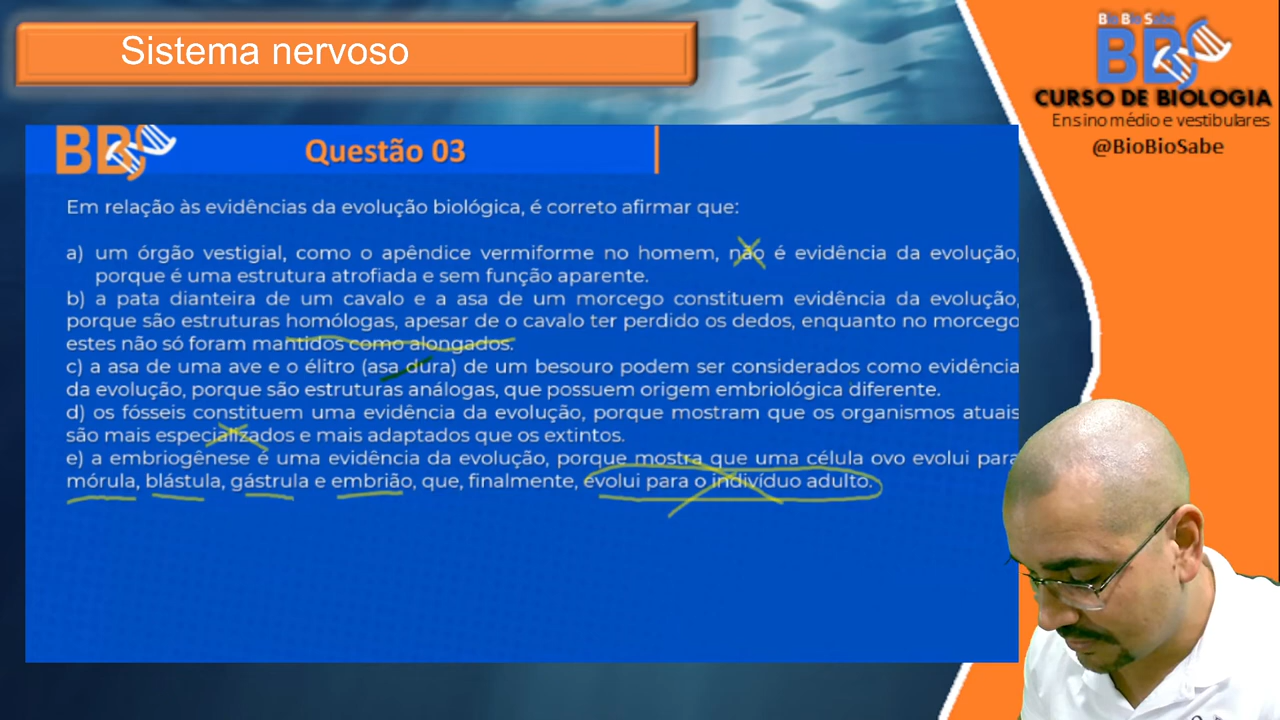 Sistema nervoso
Bio Bio Sabe
BBS
CURSO DE BIOLOGIA
Ensino médio e vestibulares
@BioBioSabe
BBS
Questão 03
Em relação às evidências da evolução biológica, é correto afirmar que:
a) um órgão vestigial, como o apêndice vermiforme no homem, não é evidência da evolução,
porque é uma estrutura atrofiada e sem função aparente.
b) a pata dianteira de um cavalo e a asa de um morcego constituem evidência da evolução,
porque são estruturas homólogas, apesar de o cavalo ter perdido os dedos, enquanto no morcego
estes não só foram mantidos como alongados.
c) a asa de uma ave e o élitro (asa dura) de um besouro podem ser considerados como evidência
da evolução, porque são estruturas análogas, que possuem origem embriológica diferente.
d) os fósseis constituem uma evidência da evolução, porque mostram que os organismos atuais
são mais especializados e mais adaptados que os extintos.
e) a embriogênese é uma evidência da evolução, porque mostra que uma célula ovo evolui para
mórula, blástula, gástrula e embrião, que, finalmente, evolui para o indivíduo adulto.